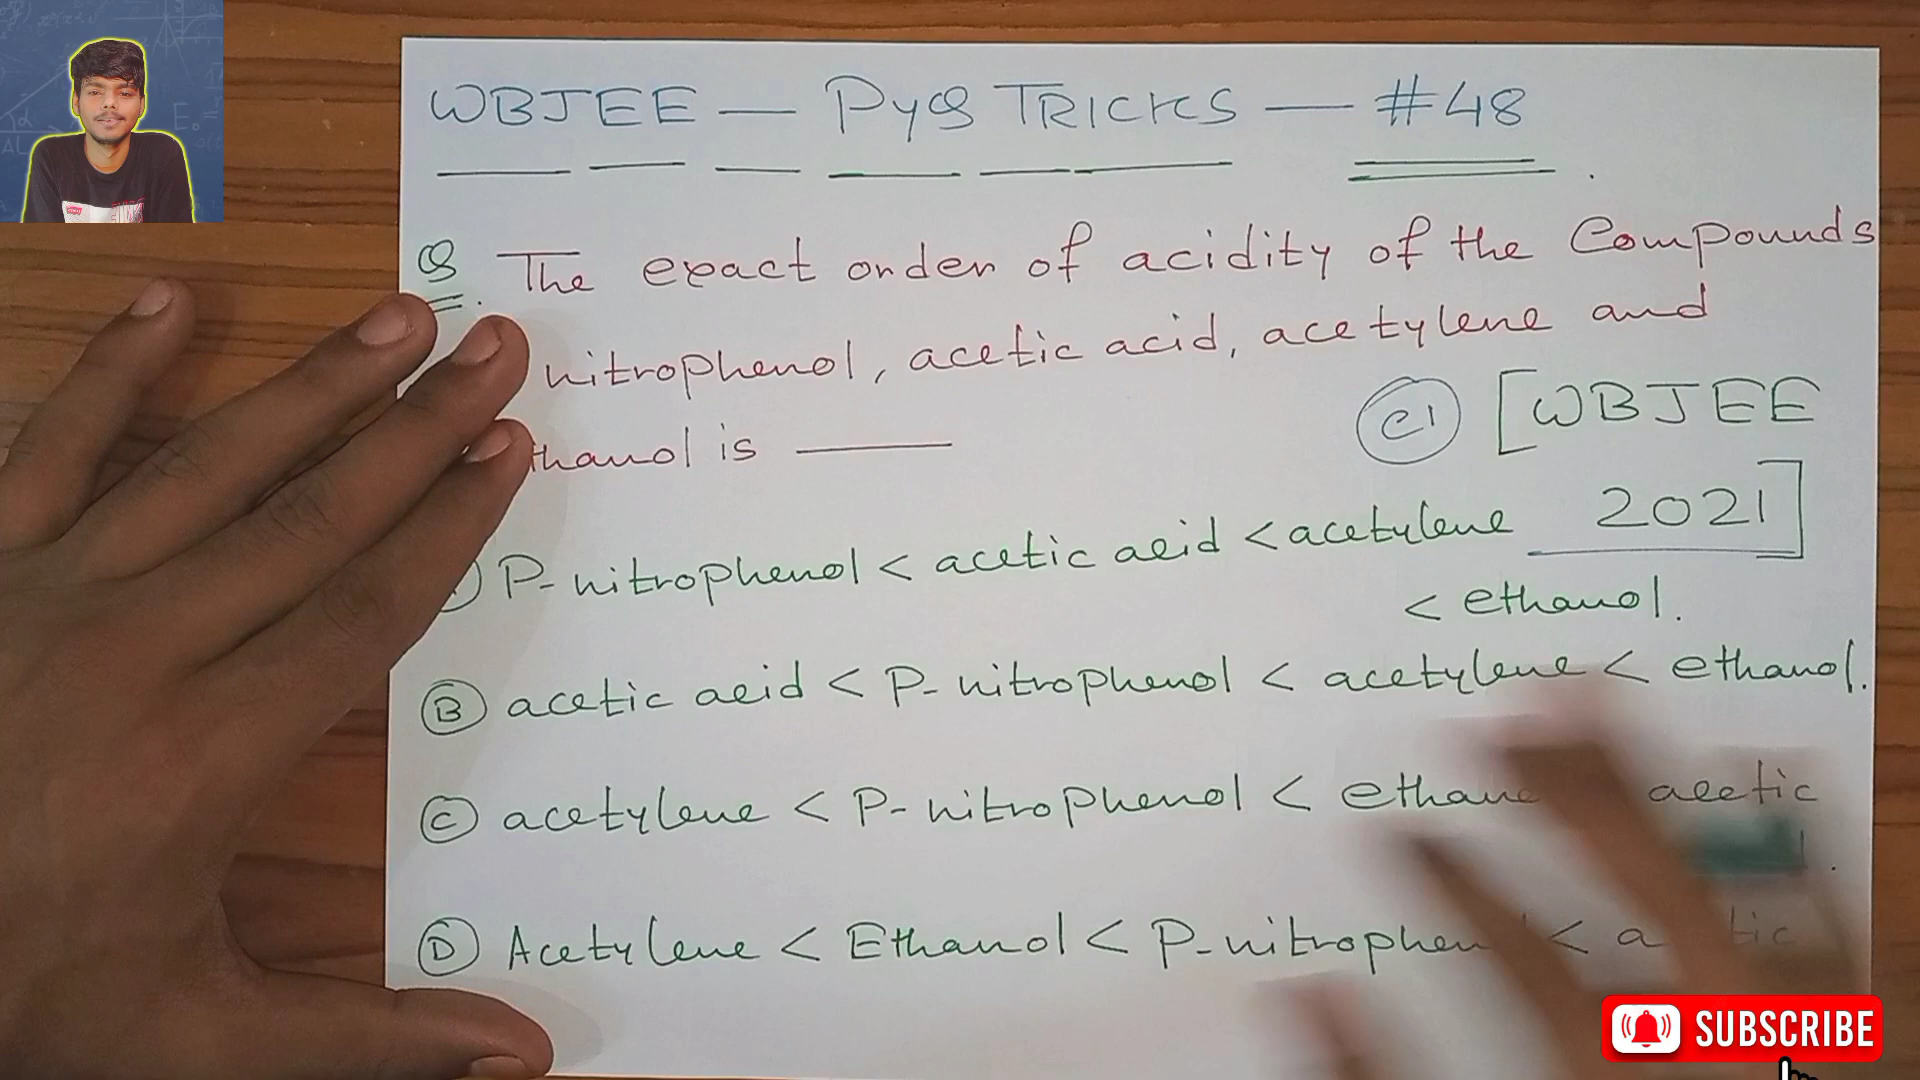 WBJEE — PYQ TRICKS — #48
Q. The exact order of acidity of the Compounds
nitrophenol, acetic acid, acetylene and
thanol is ———
C1 [WBJEE
2021]
P-nitrophenol < acetic acid < acetylene
< ethanol.
B acetic acid < P-nitrophenol < acetylene < ethanol.
C acetylene < P-nitrophenol < acetic
D Acetylene < Ethanol < P-nitrophen <
SUBSCRIBE